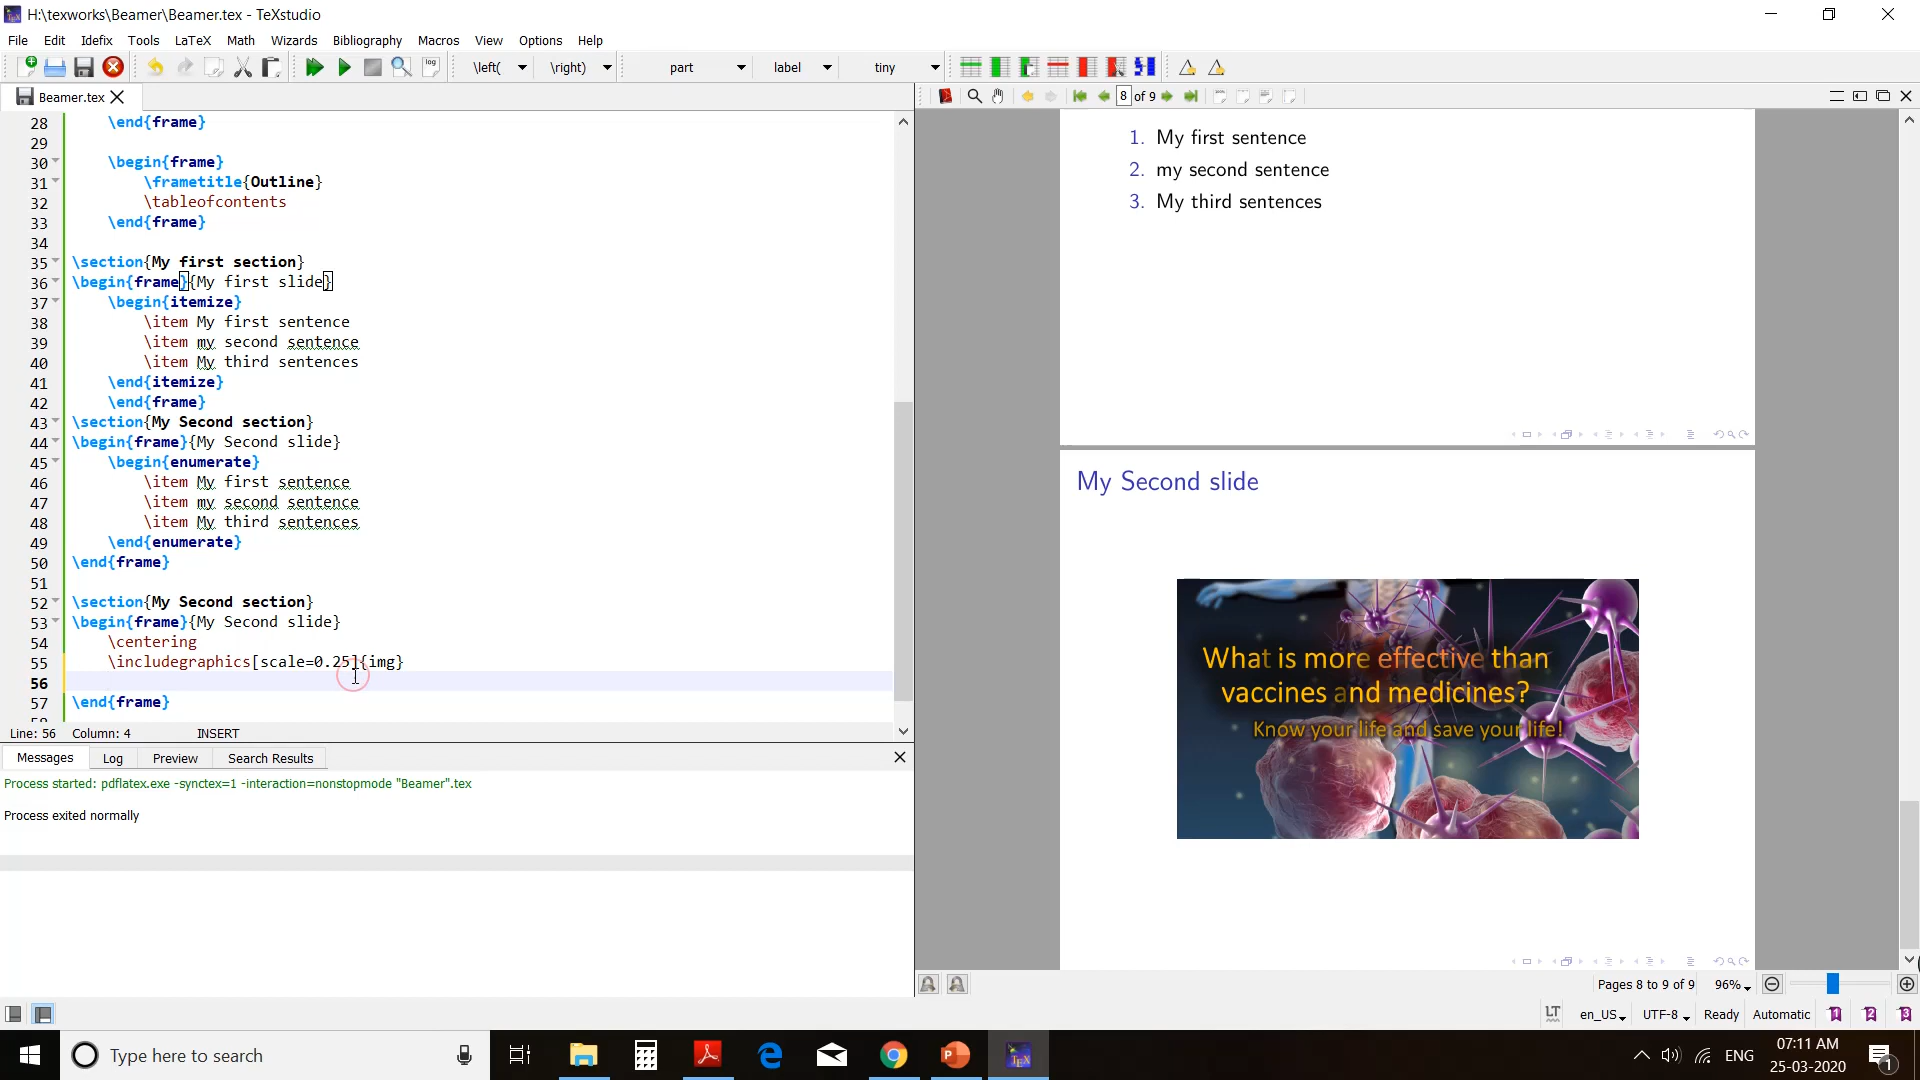 H:\texworks\Beamer\Beamer.tex - TeXstudio
File Edit Idefix Tools LaTeX Math Wizards Bibliography Macros View Options Help
log \left( \right) part label tiny
Beamer.tex
8 of 9
28 \end{frame}
29
30 \begin{frame}
31 \frametitle{Outline}
32 \tableofcontents
33 \end{frame}
34
35 \section{My first section}
36 \begin{frame}{My first slide}
37 \begin{itemize}
38 \item My first sentence
39 \item my second sentence
40 \item My third sentences
41 \end{itemize}
42 \end{frame}
43 \section{My Second section}
44 \begin{frame}{My Second slide}
45 \begin{enumerate}
46 \item My first sentence
47 \item my second sentence
48 \item My third sentences
49 \end{enumerate}
50 \end{frame}
51
52 \section{My Second section}
53 \begin{frame}{My Second slide}
54 \centering
55 \includegraphics[scale=0.25]{img}
56
57 \end{frame}
Line: 56 Column: 4 INSERT
Messages Log Preview Search Results
Process started: pdflatex.exe -synctex=1 -interaction=nonstopmode "Beamer".tex
Process exited normally
1. My first sentence
2. my second sentence
3. My third sentences
My Second slide
What is more effective than
vaccines and medicines?
Know your life and save your life!
Pages 8 to 9 of 9 96%
LT en_US UTF-8 Ready Automatic 1 2 3
Type here to search
ENG
07:11 AM
25-03-2020
1